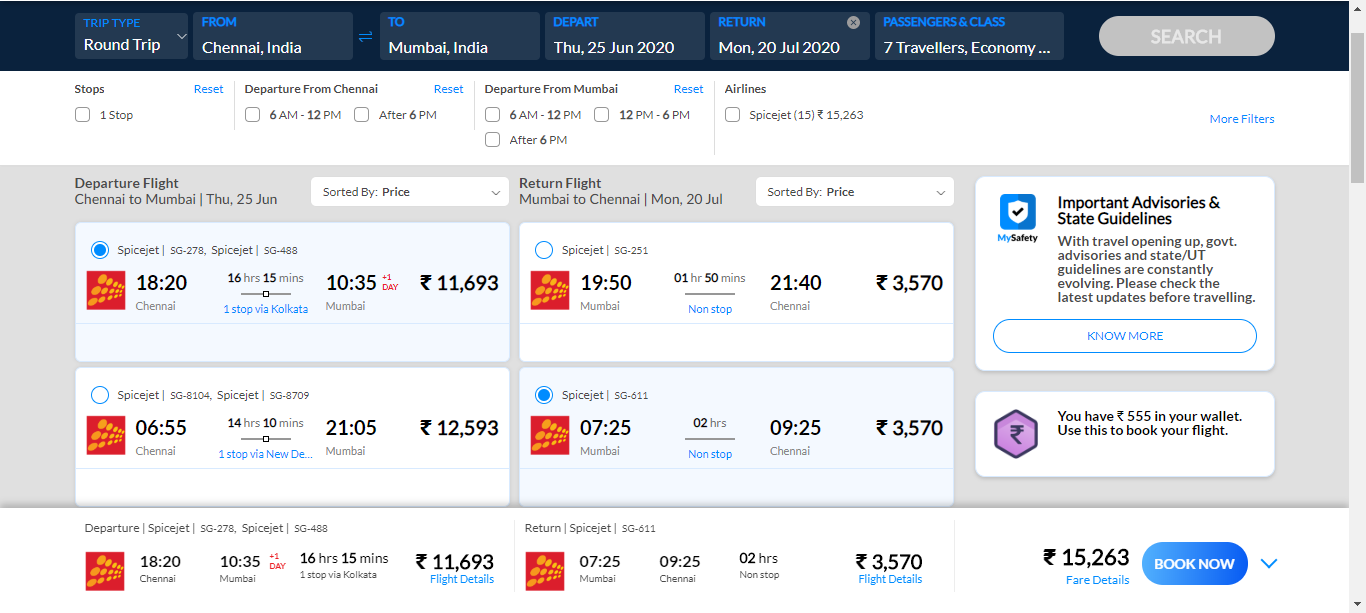 TRIP TYPE
Round Trip
FROM
Chennai, India
TO
Mumbai, India
DEPART
Thu, 25 Jun 2020
RETURN
Mon, 20 Jul 2020
PASSENGERS & CLASS
7 Travellers, Economy ...
SEARCH
Stops Reset
1 Stop
Departure From Chennai Reset
6 AM - 12 PM After 6 PM
Departure From Mumbai Reset
6 AM - 12 PM 12 PM - 6 PM
After 6 PM
Airlines
Spicejet (15) ₹ 15,263
More Filters
Departure Flight
Chennai to Mumbai | Thu, 25 Jun
Sorted By: Price
Spicejet | SG-278, Spicejet | SG-488
18:20 16 hrs 15 mins 10:35 +1 DAY ₹ 11,693
Chennai 1 stop via Kolkata Mumbai
Spicejet | SG-8104, Spicejet | SG-8709
06:55 14 hrs 10 mins 21:05 ₹ 12,593
Chennai 1 stop via New De... Mumbai
Return Flight
Mumbai to Chennai | Mon, 20 Jul
Sorted By: Price
Spicejet | SG-251
19:50 01 hr 50 mins 21:40 ₹ 3,570
Mumbai Non stop Chennai
Spicejet | SG-611
07:25 02 hrs 09:25 ₹ 3,570
Mumbai Non stop Chennai
MySafety
Important Advisories &
State Guidelines
With travel opening up, govt.
advisories and state/UT
guidelines are constantly
evolving. Please check the
latest updates before travelling.
KNOW MORE
₹
You have ₹ 555 in your wallet.
Use this to book your flight.
Departure | Spicejet | SG-278, Spicejet | SG-488
18:20 10:35 +1 DAY 16 hrs 15 mins ₹ 11,693
Chennai Mumbai 1 stop via Kolkata Flight Details
Return | Spicejet | SG-611
07:25 09:25 02 hrs ₹ 3,570
Mumbai Chennai Non stop Flight Details
₹ 15,263
Fare Details
BOOK NOW